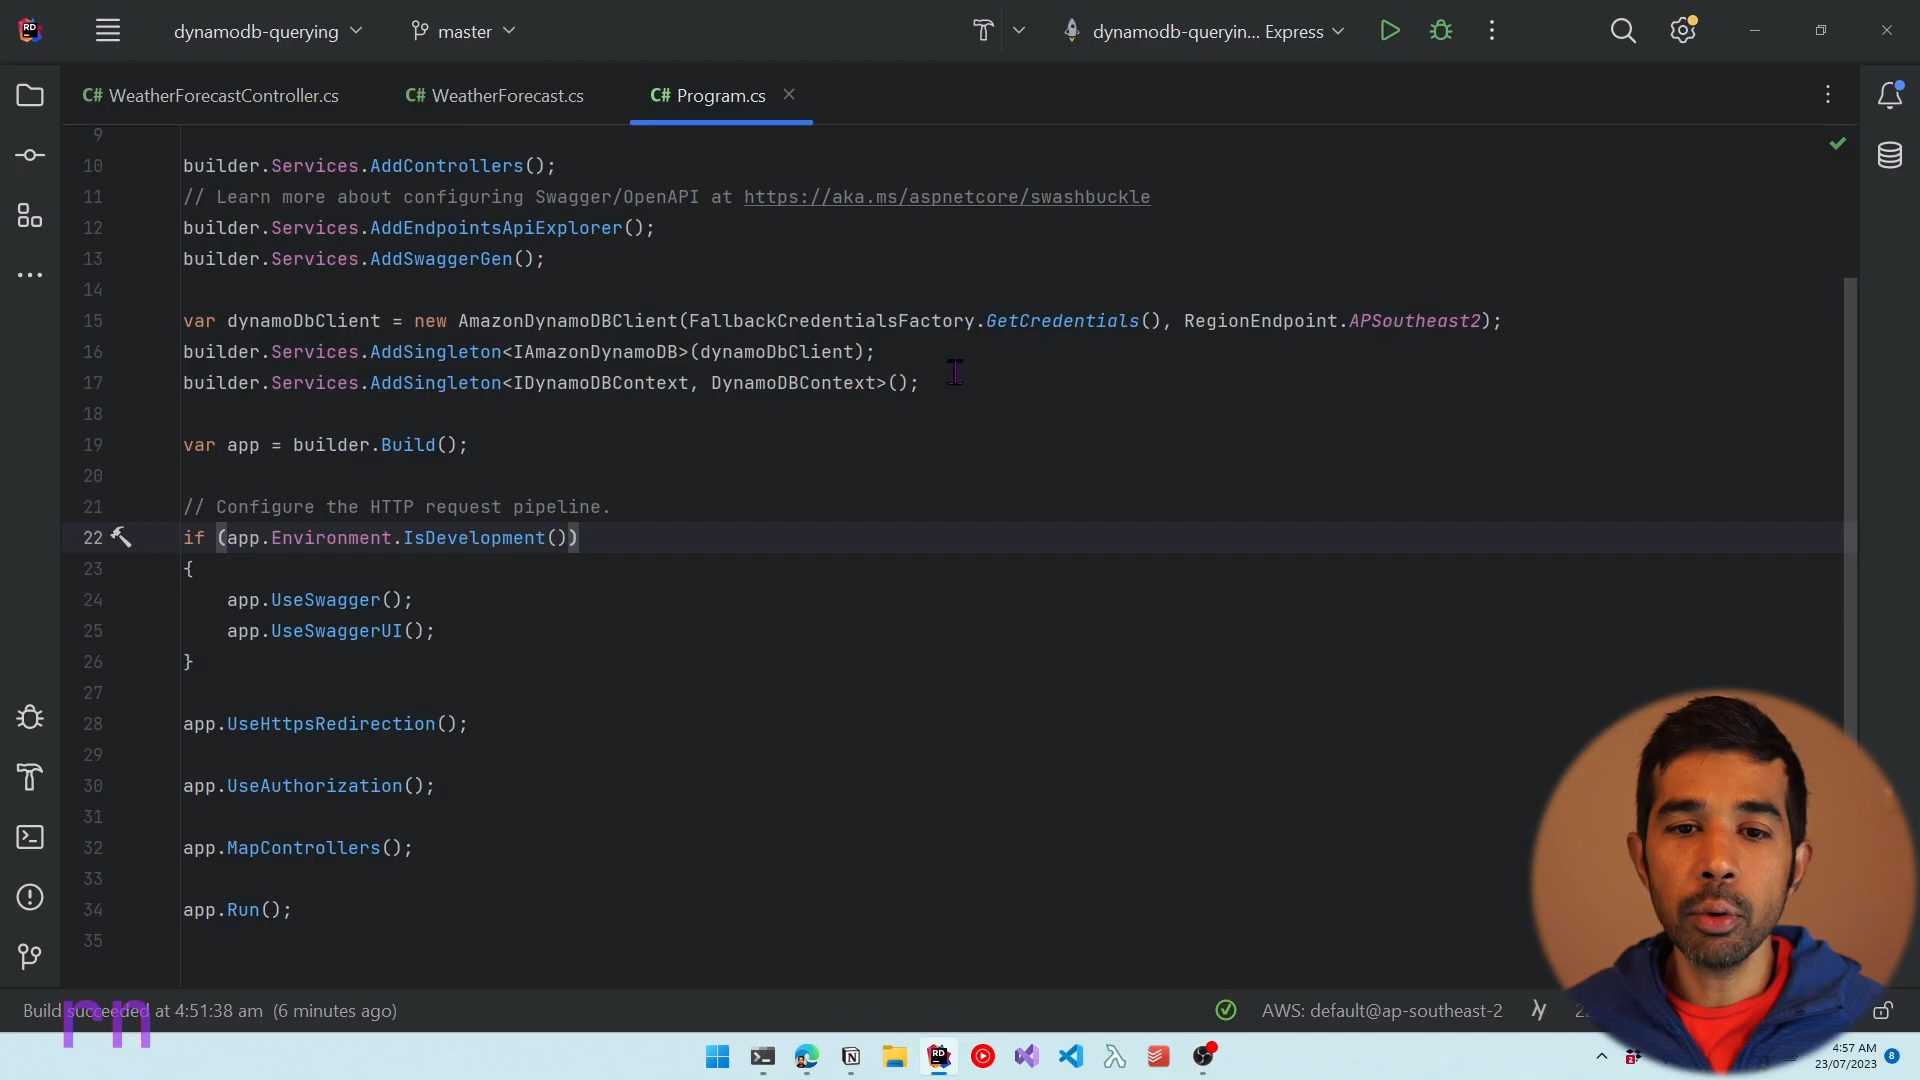 dynamodb-querying
master
dynamodb-queryin... Express
C# WeatherForecastController.cs
C# WeatherForecast.cs
C# Program.cs
9
10 builder.Services.AddControllers();
11 // Learn more about configuring Swagger/OpenAPI at https://aka.ms/aspnetcore/swashbuckle
12 builder.Services.AddEndpointsApiExplorer();
13 builder.Services.AddSwaggerGen();
14
15 var dynamoDbClient = new AmazonDynamoDBClient(FallbackCredentialsFactory.GetCredentials(), RegionEndpoint.APSoutheast2);
16 builder.Services.AddSingleton<IAmazonDynamoDB>(dynamoDbClient);
17 builder.Services.AddSingleton<IDynamoDBContext, DynamoDBContext>();
18
19 var app = builder.Build();
20
21 // Configure the HTTP request pipeline.
22 if (app.Environment.IsDevelopment())
23 {
24 app.UseSwagger();
25 app.UseSwaggerUI();
26 }
27
28 app.UseHttpsRedirection();
29
30 app.UseAuthorization();
31
32 app.MapControllers();
33
34 app.Run();
35
Build succeeded at 4:51:38 am (6 minutes ago)
rn
AWS: default@ap-southeast-2
4:57 AM
23/07/2023
8